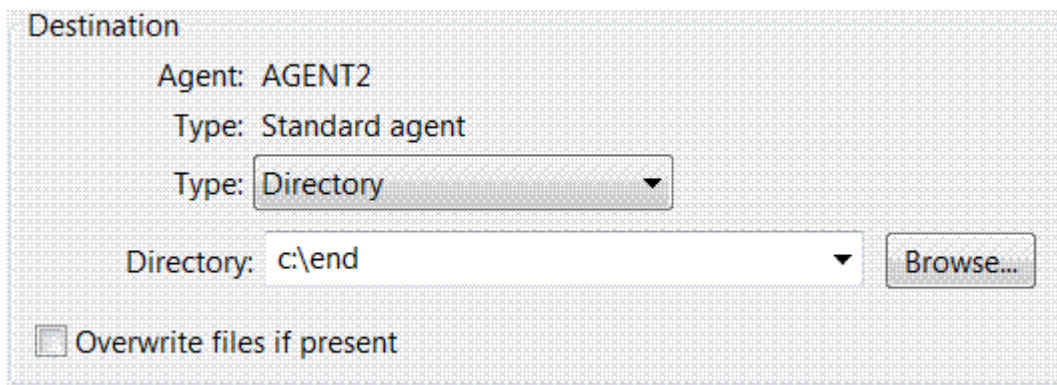 Destination
Agent: AGENT2
Type: Standard agent
Type: Directory
Directory: c:\end Browse...
Overwrite files if present